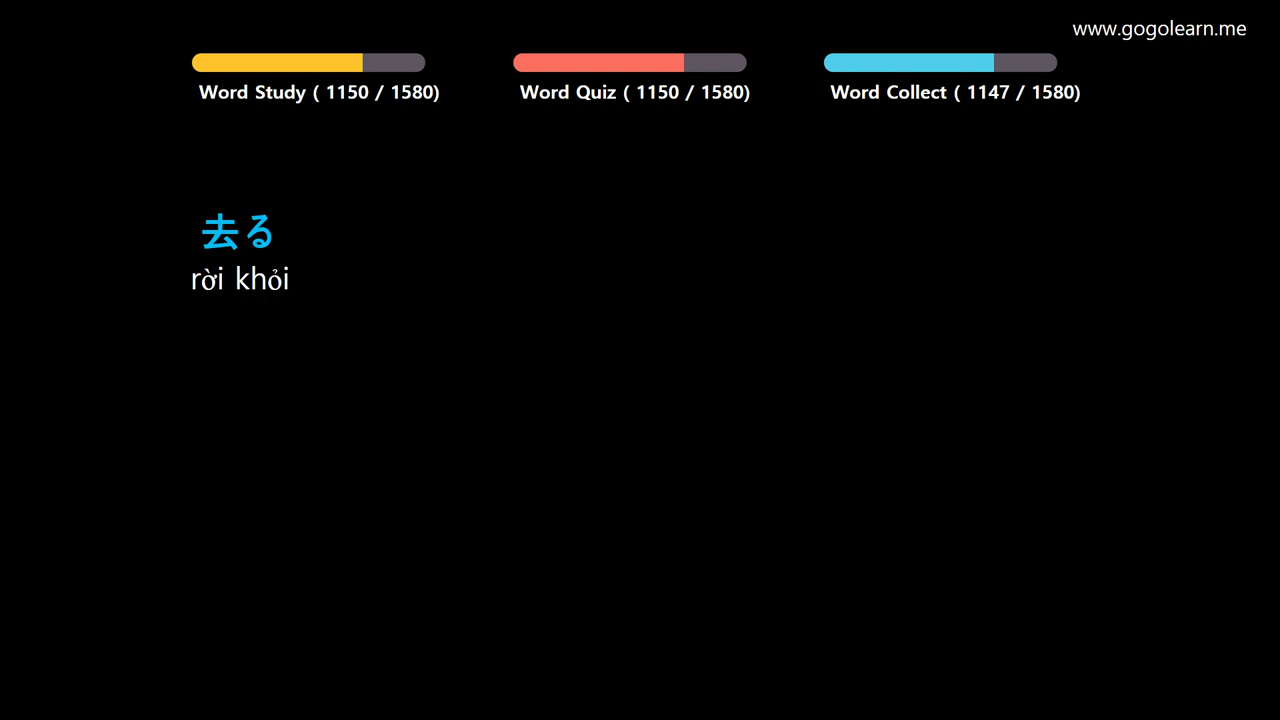 www.gogolearn.me
Word Study ( 1150 / 1580)
Word Quiz ( 1150 / 1580)
Word Collect ( 1147 / 1580)
去る
rời khỏi